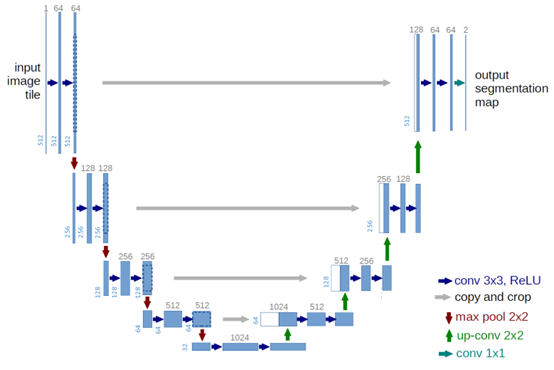 1 64 64
128 64 64 2
input
image
tile
output
segmentation
map
512
512
512
512
128 128
256 128
256
256
256
256
256 256
512 256
128
128
128
128
512 512
1024 512
64
64
64
64
1024
32
conv 3x3, ReLU
copy and crop
max pool 2x2
up-conv 2x2
conv 1x1